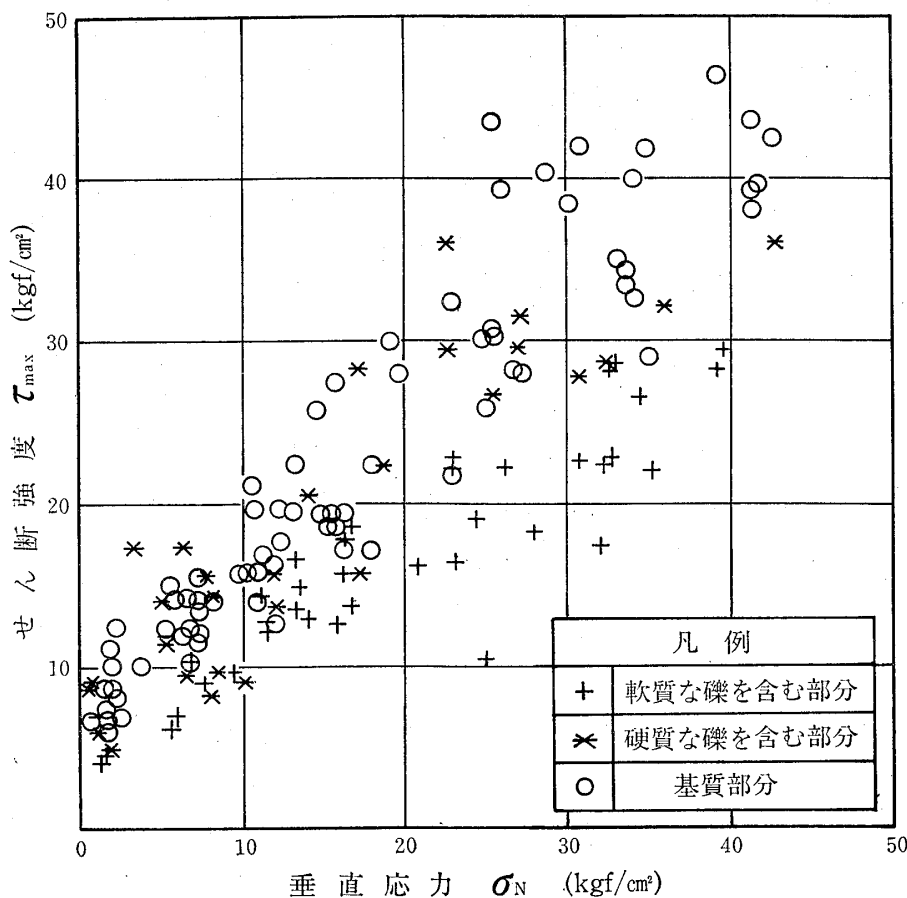 50
40
30
20
10
0
10
20
30
40
50
せん断強度 τmax (kgf/cm²)
垂直応力 σN (kgf/cm²)
凡例
+ 軟質な礫を含む部分
✳ 硬質な礫を含む部分
○ 基質部分